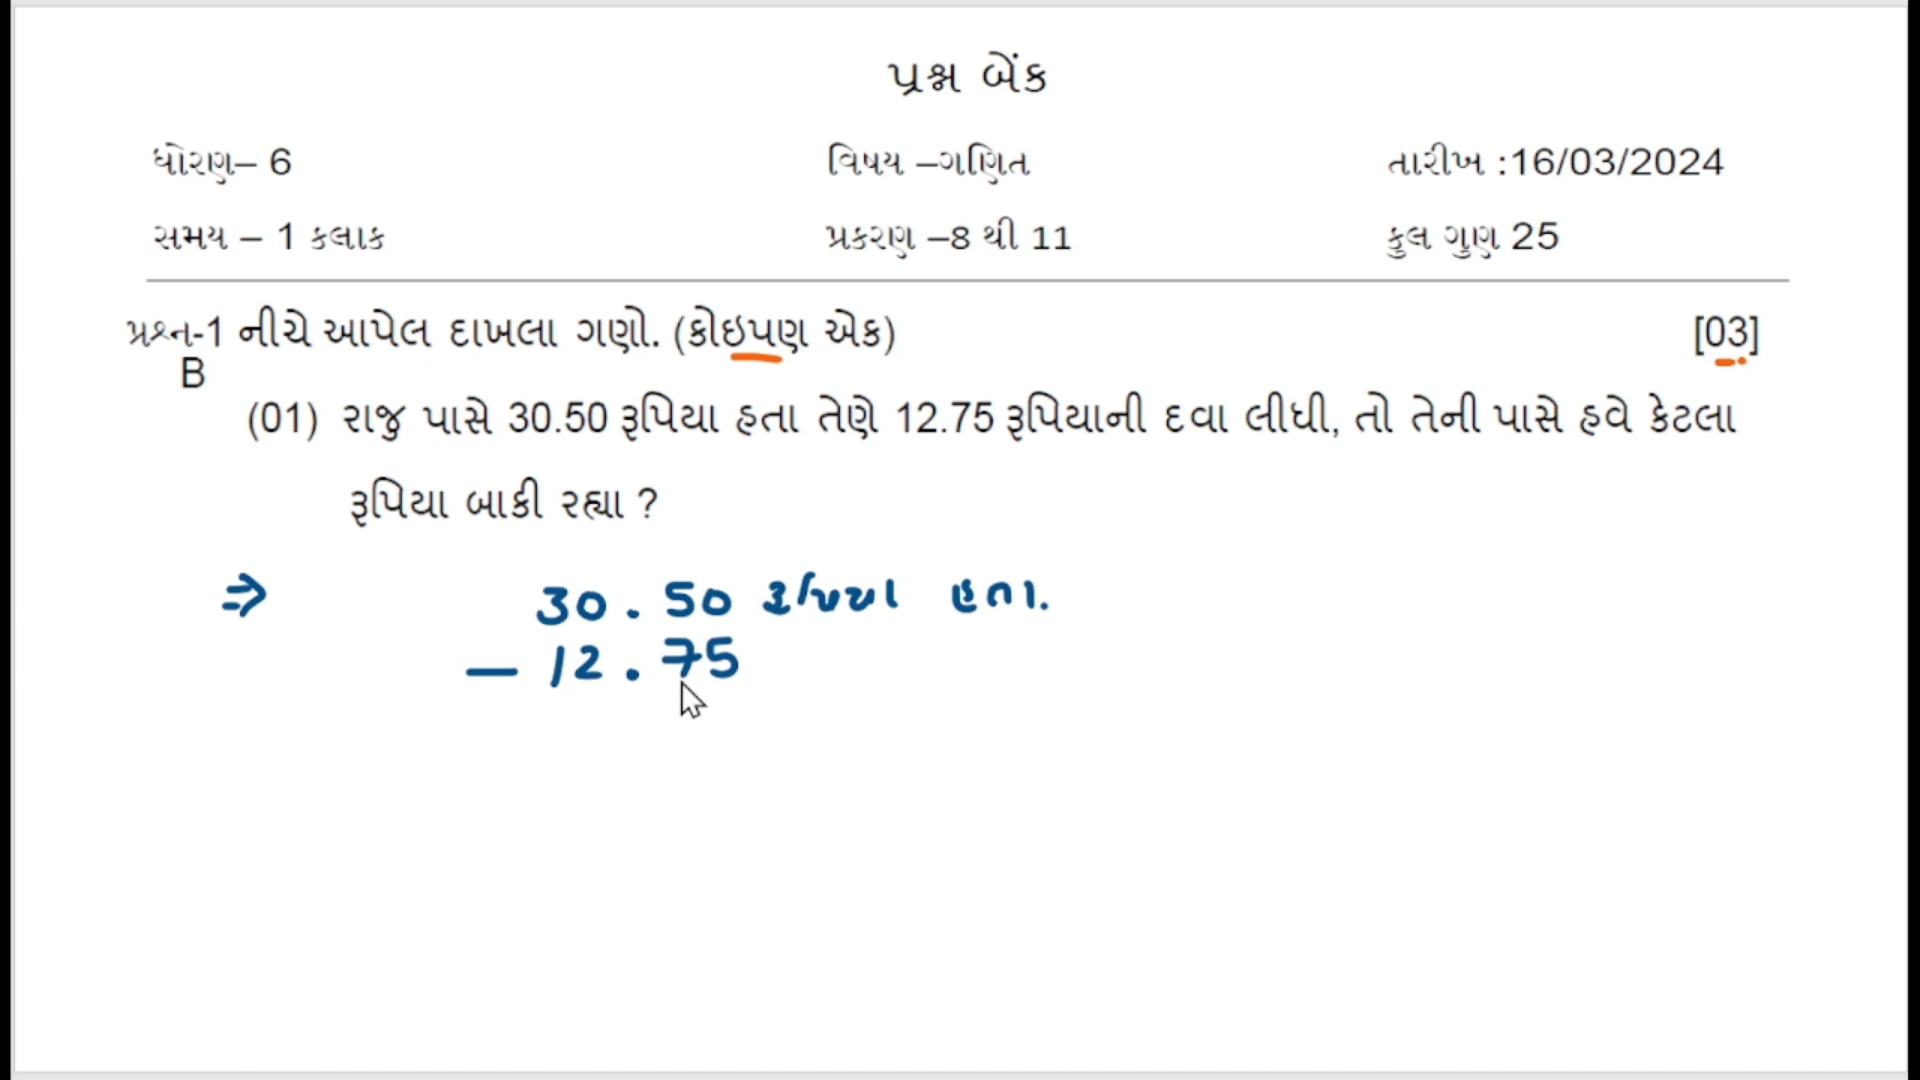 પ્રશ્ન બેંક
ધોરણ– 6 વિષય –ગણિત તારીખ :16/03/2024
સમય – 1 કલાક પ્રકરણ –8 થી 11 કુલ ગુણ 25
પ્રશ્ન-1 નીચે આપેલ દાખલા ગણો. (કોઇપણ એક) [03]
B
(01) રાજુ પાસે 30.50 રૂપિયા હતા તેણે 12.75 રૂપિયાની દવા લીધી, તો તેની પાસે હવે કેટલા
રૂપિયા બાકી રહ્યા ?
⇒ 30.50 રૂપિયા હતા.
– 12.75